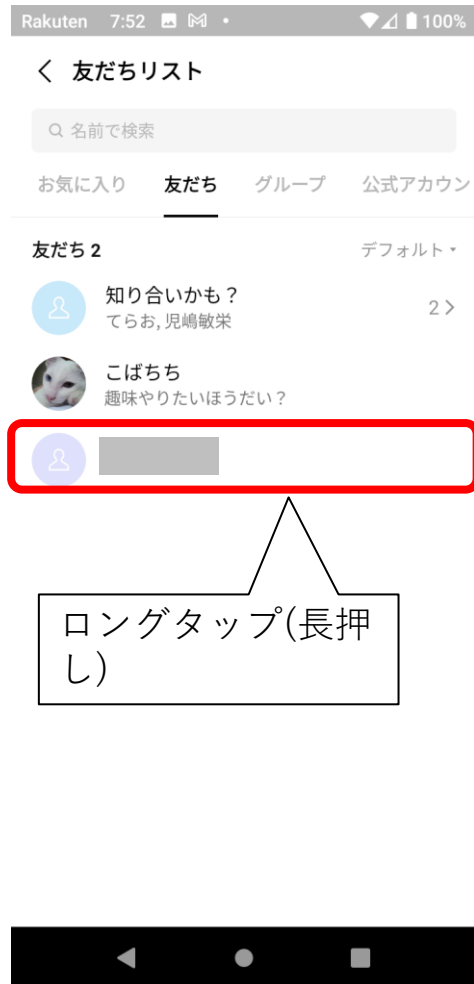 Rakuten 7:52 100%
友だちリスト
名前で検索
お気に入り 友だち グループ 公式アカウン
友だち 2 デフォルト
知り合いかも？
てらお, 児嶋敏栄 2
こばちち
趣味やりたいほうだい？
ロングタップ(長押
し)